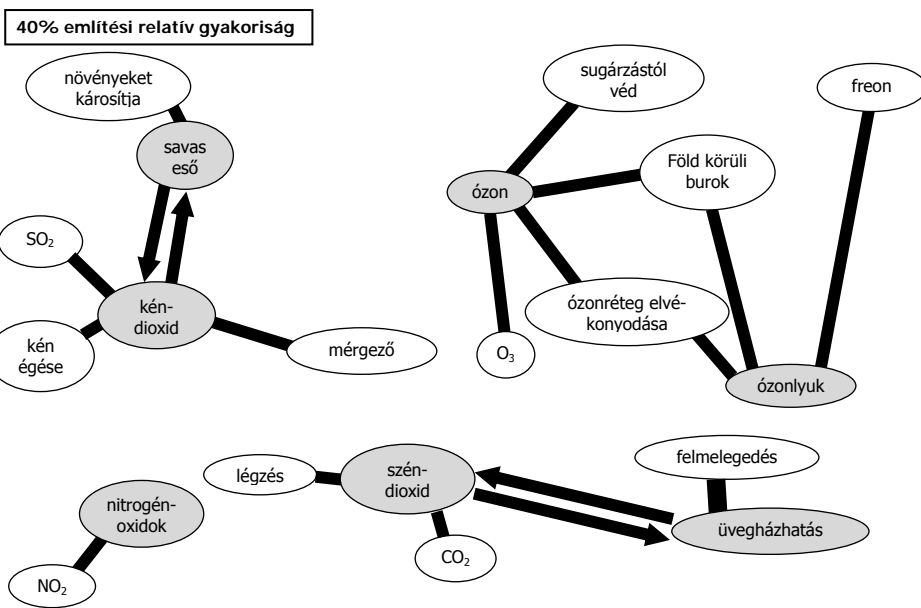 40% említési relatív gyakoriság
növényeket
károsítja
savas
eső
SO₂
kén-
dioxid
kén
égése
mérgező
sugárzástól
véd
freon
ózon
Föld körüli
burok
ózonréteg elvé-
konyodása
O₃
ózonlyuk
légzés
szén-
dioxid
felmelegedés
nitrogén-
oxidok
üvegházhatás
CO₂
NO₂